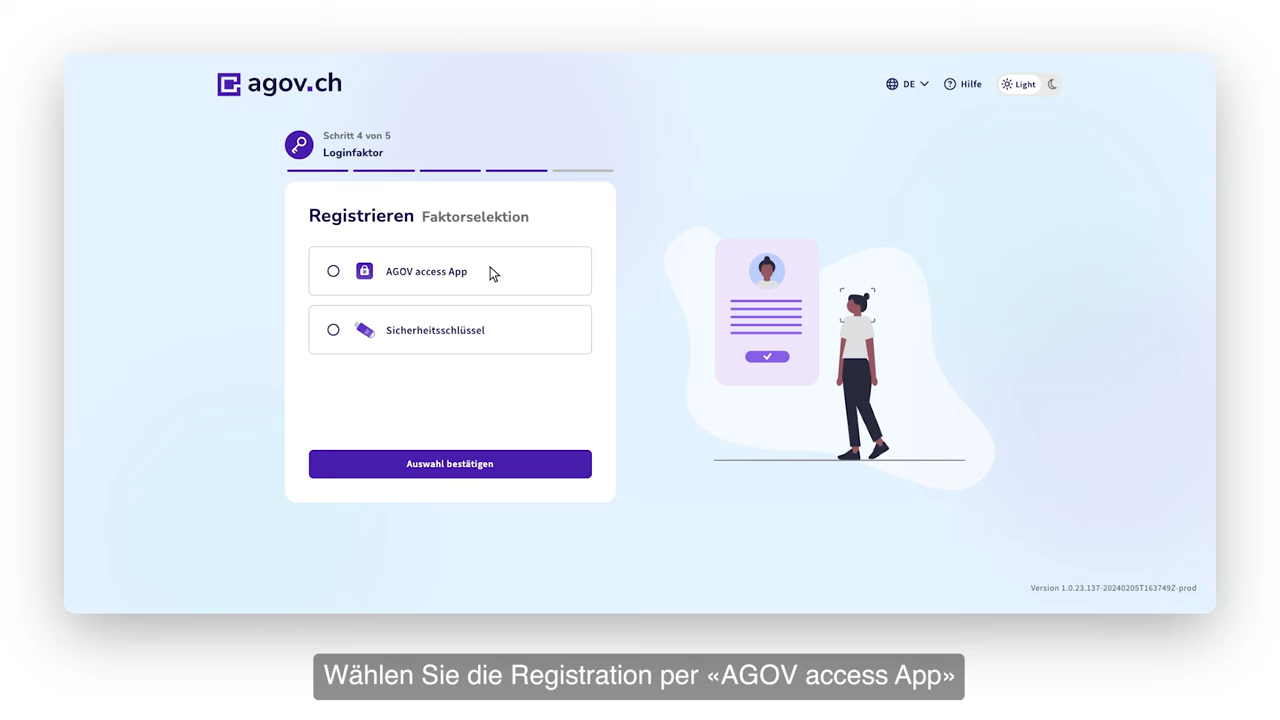 agov.ch
DE
Hilfe
Light
Schritt 4 von 5
Loginfaktor
Registrieren Faktorselektion
AGOV access App
Sicherheitsschlüssel
Auswahl bestätigen
Version 1.0.23.137-20240205T163749Z-prod
Wählen Sie die Registration per «AGOV access App»